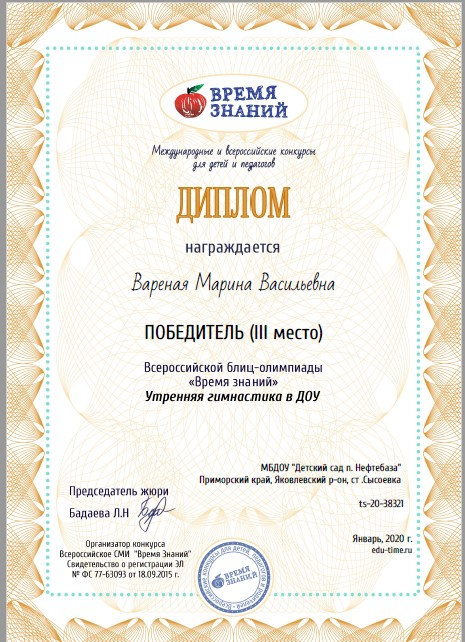 ВРЕМЯ
ЗНАНИЙ
Международные и всероссийские конкурсы
для детей и педагогов
ДИПЛОМ
награждается
Вареная Марина Васильевна
ПОБЕДИТЕЛЬ (III место)
Всероссийской блиц-олимпиады
«Время знаний»
Утренняя гимнастика в ДОУ
МБДОУ "Детский сад п. Нефтебаза"
Приморский край, Яковлевский р-он, ст .Сысоевка
Председатель жюри
Бадаева Л.Н
ts-20-38321
Январь, 2020 г.
edu-time.ru
Организатор конкурса
Всероссийское СМИ "Время Знаний"
Свидетельство о регистрации ЭЛ
№ ФС 77-63093 от 18.09.2015 г.
ВРЕМЯ
ЗНАНИЙ